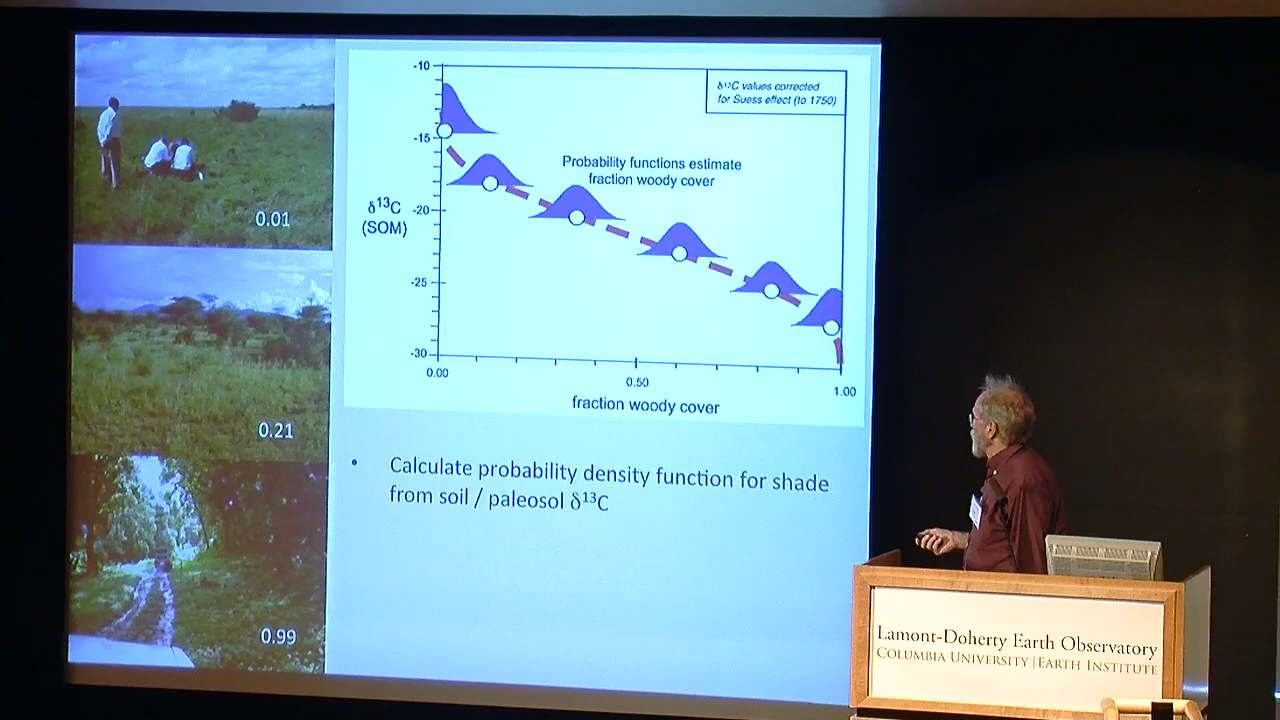 0.01
0.21
0.99
-10
-15
-20
-25
-30
δ13C
(SOM)
δ13C values corrected
for Suess effect (to 1750)
Probability functions estimate
fraction woody cover
0.00
0.50
1.00
fraction woody cover
• Calculate probability density function for shade
from soil / paleosol δ13C
Lamont-Doherty Earth Observatory
COLUMBIA UNIVERSITY | EARTH INSTITUTE